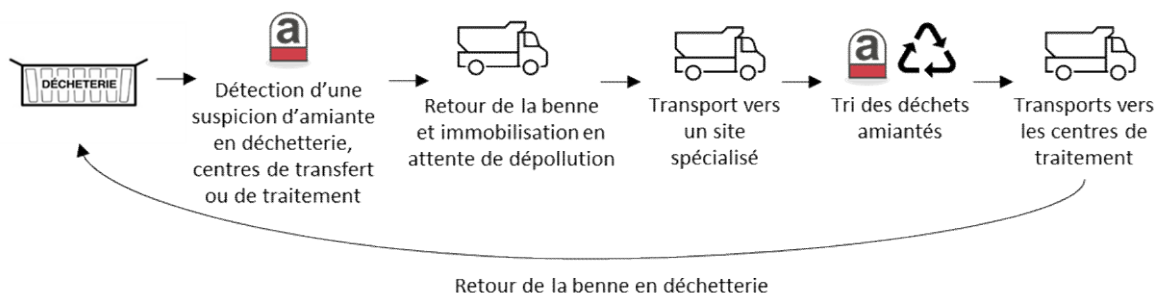 DÉCHETERIE
a
Détection d'une
suspicion d'amiante
en déchetterie,
centres de transfert
ou de traitement
Retour de la benne
et immobilisation en
attente de dépollution
Transport vers
un site
spécialisé
a
Tri des déchets
amiantés
Transports vers
les centres de
traitement
Retour de la benne en déchetterie